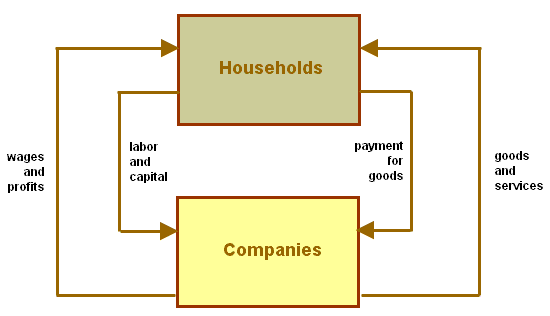 Households
wages
and
profits
labor
and
capital
payment
for
goods
goods
and
services
Companies